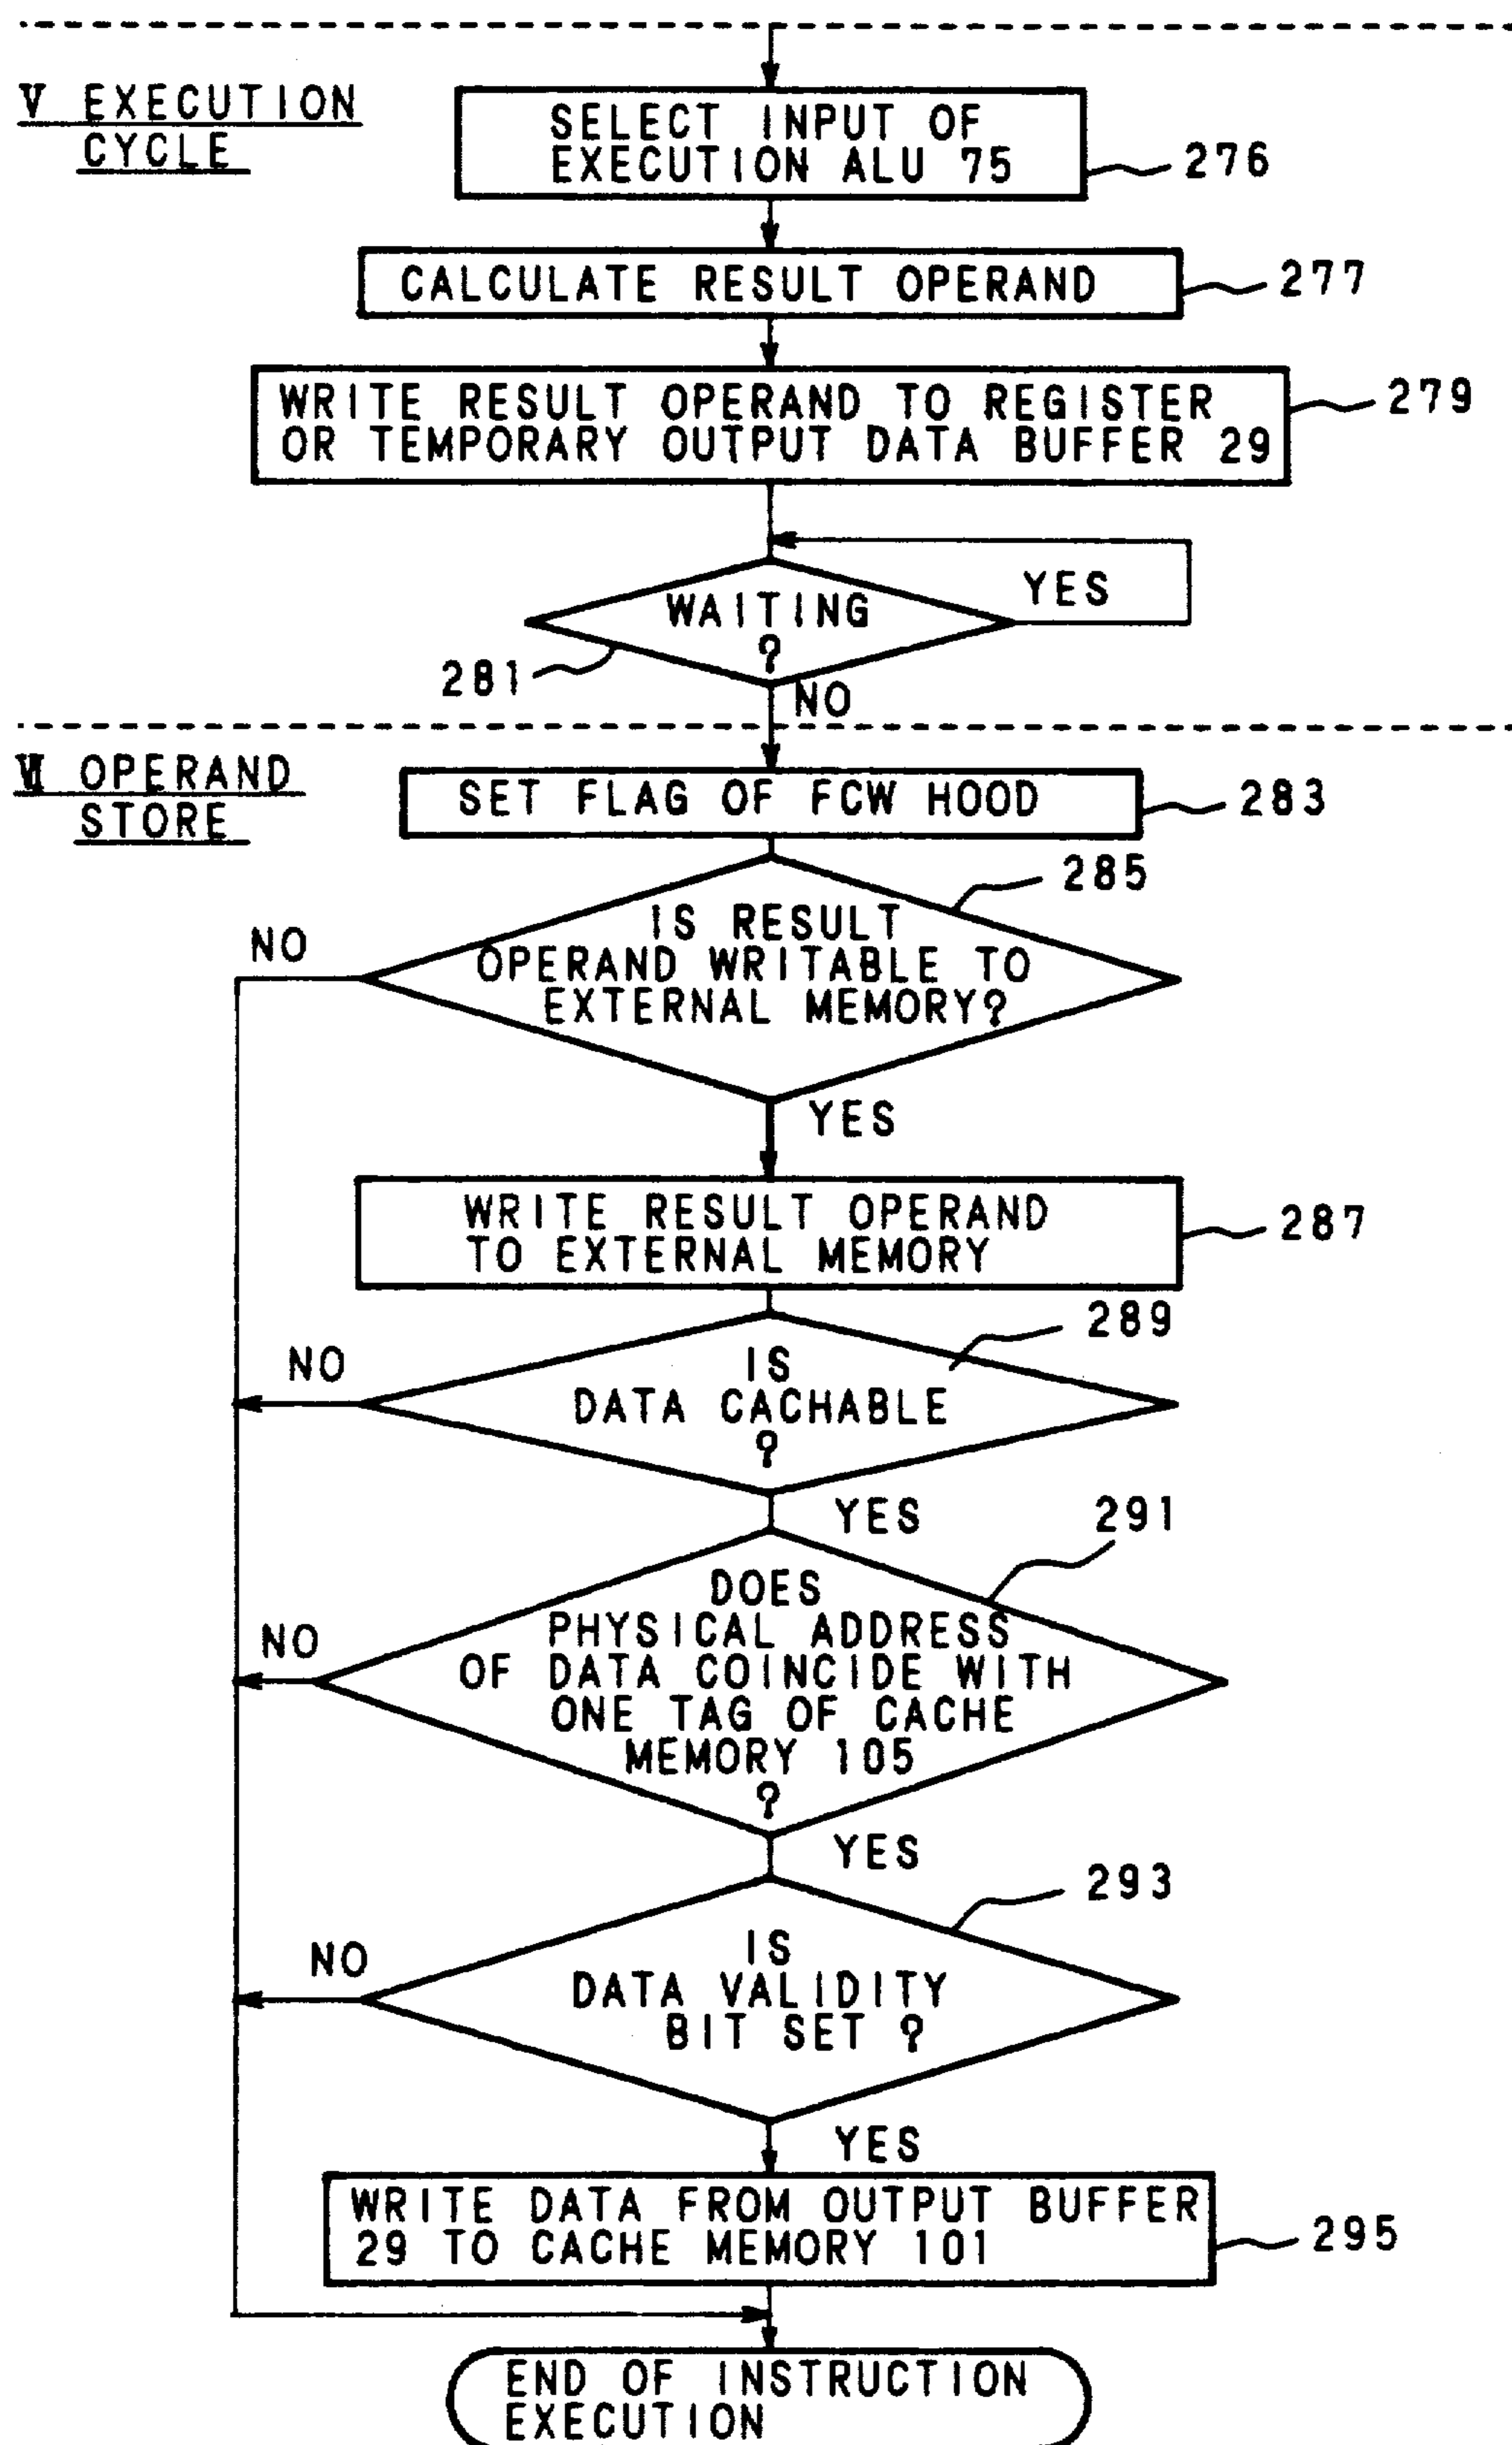 V EXECUTION
CYCLE
SELECT INPUT OF
EXECUTION ALU 75
276
CALCULATE RESULT OPERAND
277
WRITE RESULT OPERAND TO REGISTER
OR TEMPORARY OUTPUT DATA BUFFER 29
279
WAITING
?
YES
281
NO
VI OPERAND
STORE
SET FLAG OF FCW HOOD
283
285
IS RESULT
OPERAND WRITABLE TO
EXTERNAL MEMORY?
NO
YES
WRITE RESULT OPERAND
TO EXTERNAL MEMORY
287
289
IS
DATA CACHABLE
?
NO
YES
291
DOES
PHYSICAL ADDRESS
OF DATA COINCIDE WITH
ONE TAG OF CACHE
MEMORY 105
?
NO
YES
293
IS
DATA VALIDITY
BIT SET ?
NO
YES
WRITE DATA FROM OUTPUT BUFFER
29 TO CACHE MEMORY 101
295
END OF INSTRUCTION
EXECUTION